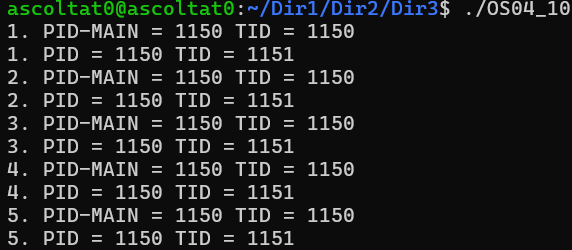 ascoltat0@ascoltat0:~/Dir1/Dir2/Dir3$ ./OS04_10
1. PID-MAIN = 1150 TID = 1150
1. PID = 1150 TID = 1151
2. PID-MAIN = 1150 TID = 1150
2. PID = 1150 TID = 1151
3. PID-MAIN = 1150 TID = 1150
3. PID = 1150 TID = 1151
4. PID-MAIN = 1150 TID = 1150
4. PID = 1150 TID = 1151
5. PID-MAIN = 1150 TID = 1150
5. PID = 1150 TID = 1151